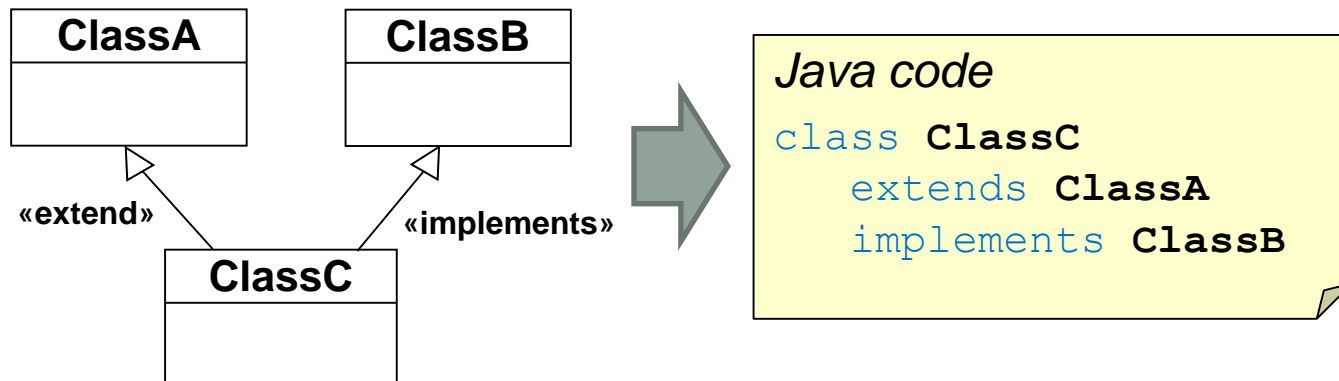 ClassA
ClassB
«extend»
«implements»
ClassC
Java code
class ClassC
extends ClassA
implements ClassB